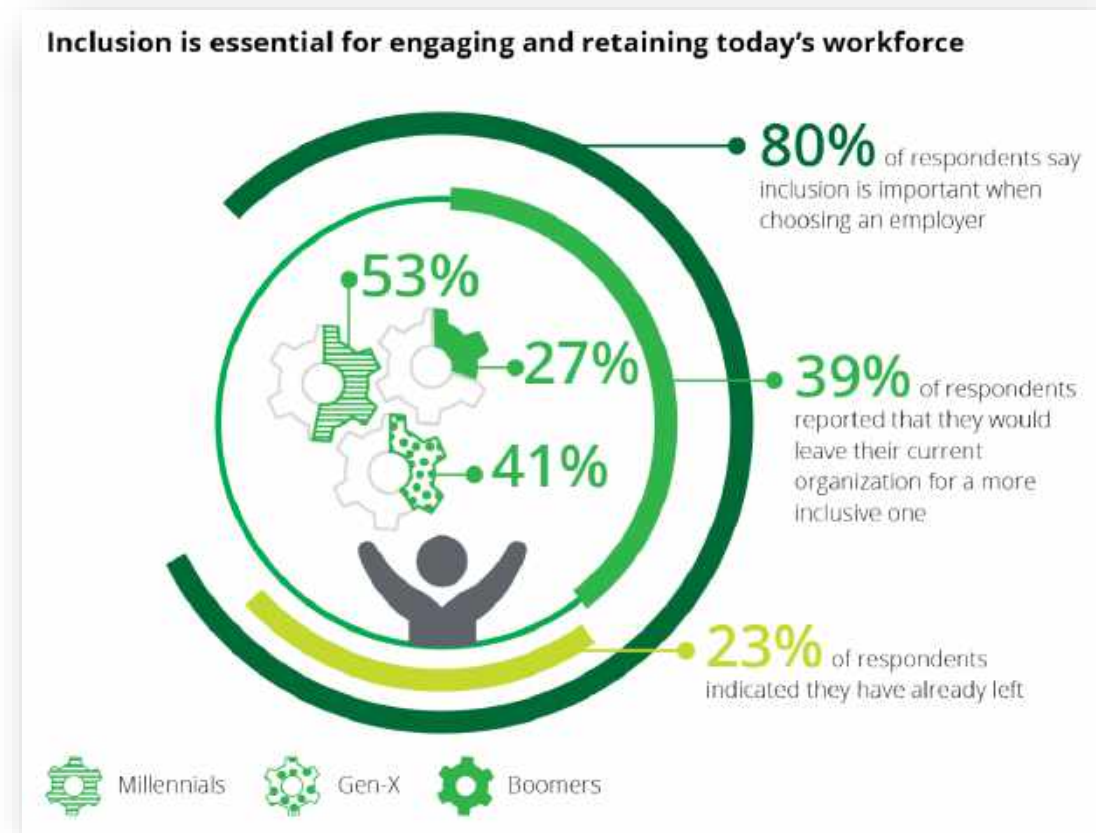 Inclusion is essential for engaging and retaining today's workforce
80% of respondents say
inclusion is important when
choosing an employer
53%
27%
41%
39% of respondents
reported that they would
leave their current
organization for a more
inclusive one
23% of respondents
indicated they have already left
Millennials Gen-X Boomers